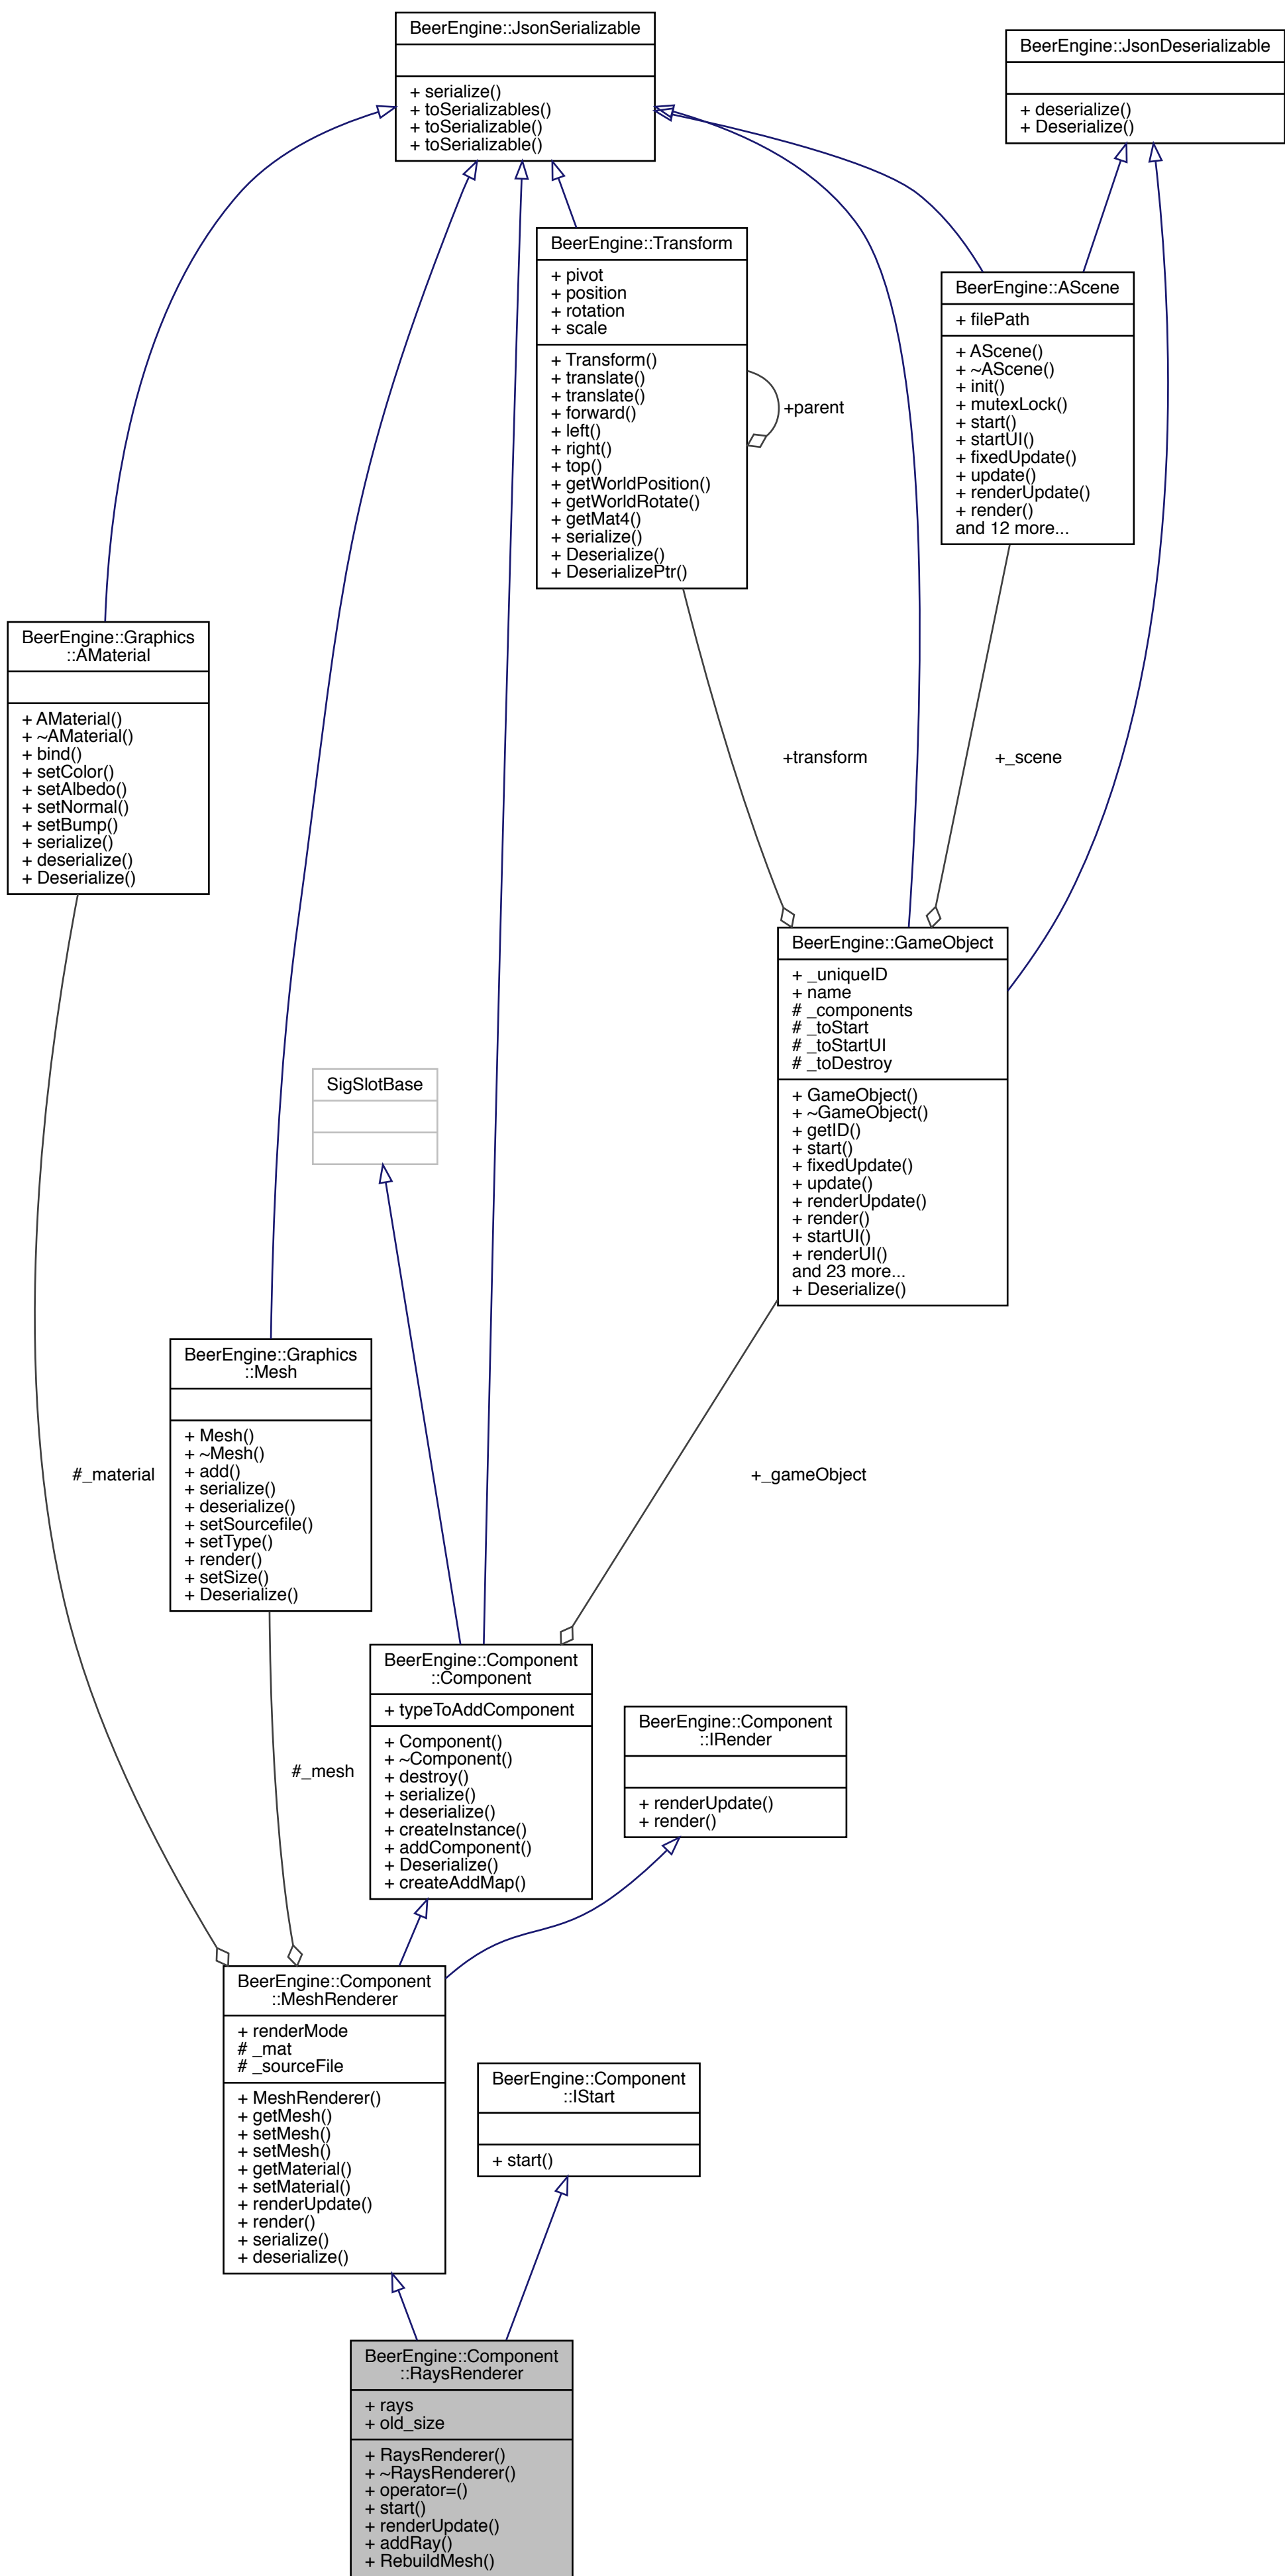 BeerEngine::JsonSerializable
+ serialize()
+ toSerializables()
+ toSerializable()
+ toSerializable()
BeerEngine::JsonDeserializable
+ deserialize()
+ Deserialize()
BeerEngine::Transform
+ pivot
+ position
+ rotation
+ scale
+ Transform()
+ translate()
+ translate()
+ forward()
+ left()
+ right()
+ top()
+ getWorldPosition()
+ getWorldRotate()
+ getMat4()
+ serialize()
+ Deserialize()
+ DeserializePtr()
+parent
BeerEngine::AScene
+ filePath
+ AScene()
+ ~AScene()
+ init()
+ mutexLock()
+ start()
+ startUI()
+ fixedUpdate()
+ update()
+ renderUpdate()
+ render()
and 12 more...
BeerEngine::Graphics
::AMaterial
+ AMaterial()
+ ~AMaterial()
+ bind()
+ setColor()
+ setAlbedo()
+ setNormal()
+ setBump()
+ serialize()
+ deserialize()
+ Deserialize()
+transform
+_scene
BeerEngine::GameObject
+ _uniqueID
+ name
# _components
# _toStart
# _toStartUI
# _toDestroy
+ GameObject()
+ ~GameObject()
+ getID()
+ start()
+ fixedUpdate()
+ update()
+ renderUpdate()
+ render()
+ startUI()
+ renderUI()
and 23 more...
+ Deserialize()
SigSlotBase
BeerEngine::Graphics
::Mesh
+ Mesh()
+ ~Mesh()
+ add()
+ serialize()
+ deserialize()
+ setSourcefile()
+ setType()
+ render()
+ setSize()
+ Deserialize()
#_material
+_gameObject
BeerEngine::Component
::Component
+ typeToAddComponent
+ Component()
+ ~Component()
+ destroy()
+ serialize()
+ deserialize()
+ createInstance()
+ addComponent()
+ Deserialize()
+ createAddMap()
#_mesh
BeerEngine::Component
::IRender
+ renderUpdate()
+ render()
BeerEngine::Component
::MeshRenderer
+ renderMode
# _mat
# _sourceFile
+ MeshRenderer()
+ getMesh()
+ setMesh()
+ setMesh()
+ getMaterial()
+ setMaterial()
+ renderUpdate()
+ render()
+ serialize()
+ deserialize()
BeerEngine::Component
::IStart
+ start()
BeerEngine::Component
::RaysRenderer
+ rays
+ old_size
+ RaysRenderer()
+ ~RaysRenderer()
+ operator=()
+ start()
+ renderUpdate()
+ addRay()
+ RebuildMesh()